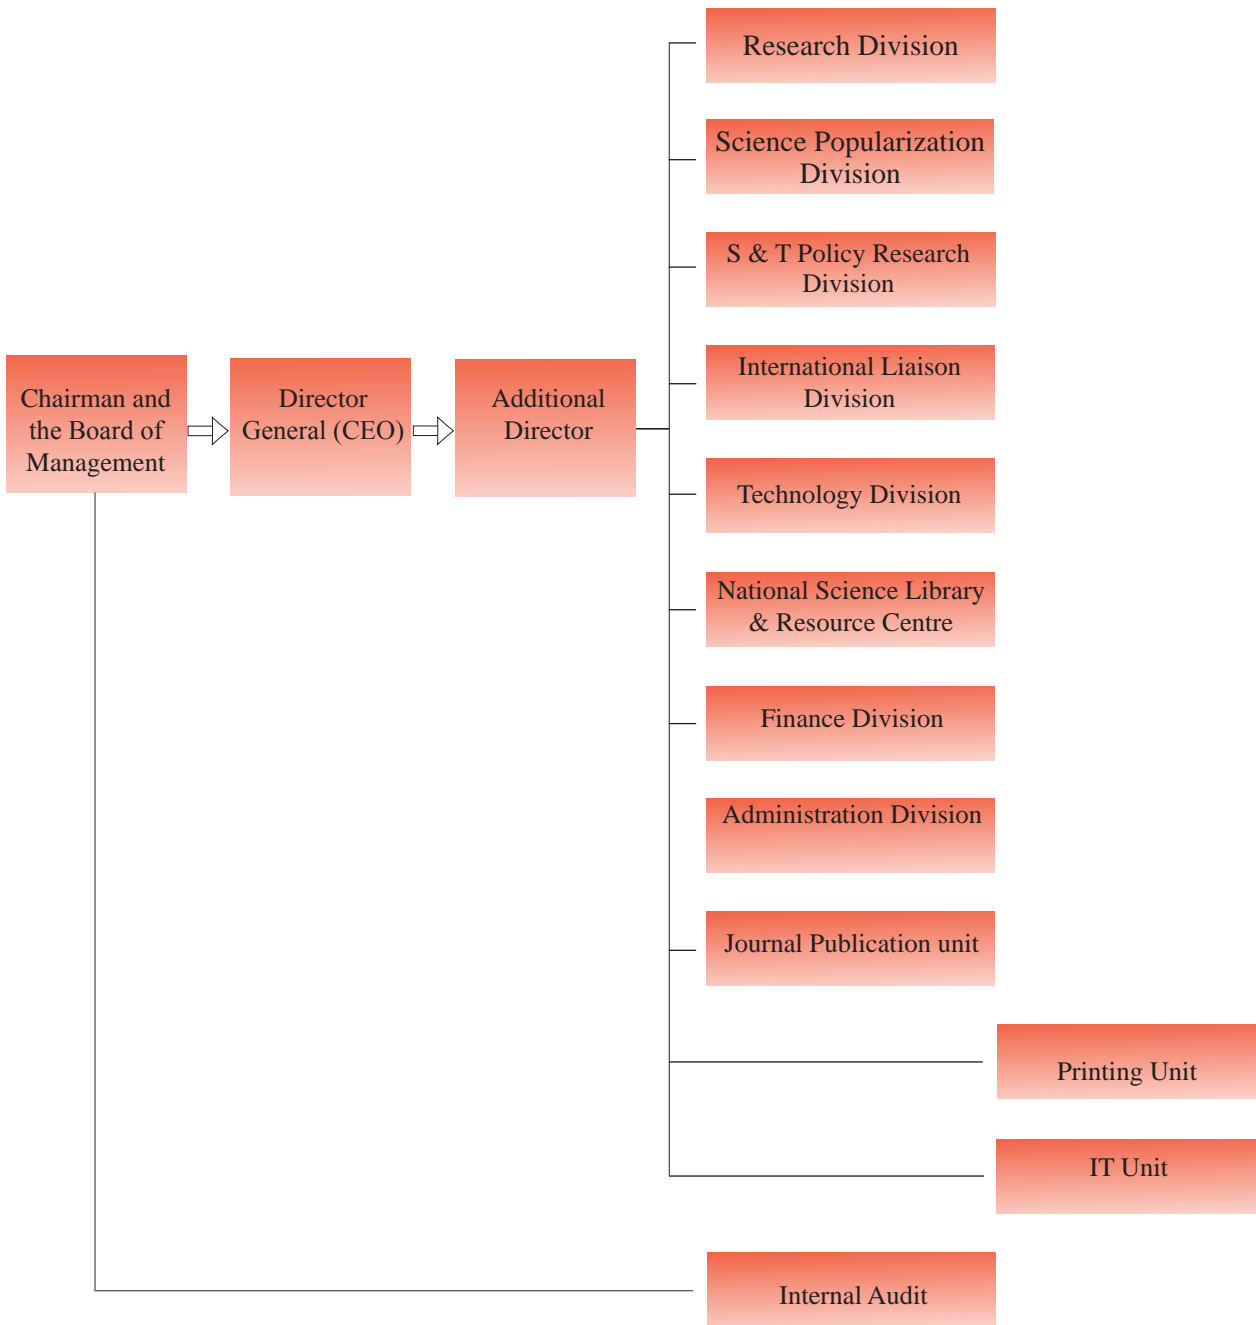 Research Division
Science Popularization
Division
S & T Policy Research
Division
International Liaison
Division
Chairman and
the Board of
Management
Director
General (CEO)
Additional
Director
Technology Division
National Science Library
& Resource Centre
Finance Division
Administration Division
Journal Publication unit
Printing Unit
IT Unit
Internal Audit